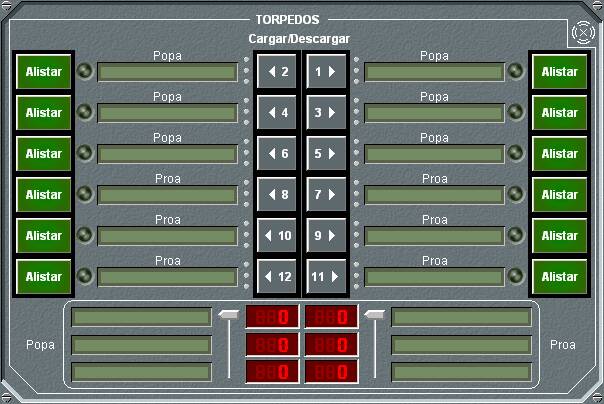 TORPEDOS
Cargar/Descargar
Popa Popa
Alistar 2 1 Alistar
Popa Popa
Alistar 4 3 Alistar
Popa Popa
Alistar 6 5 Alistar
Proa Proa
Alistar 8 7 Alistar
Proa Proa
Alistar 10 9 Alistar
Proa Proa
Alistar 12 11 Alistar
0 0
Popa 0 0 Proa
0 0